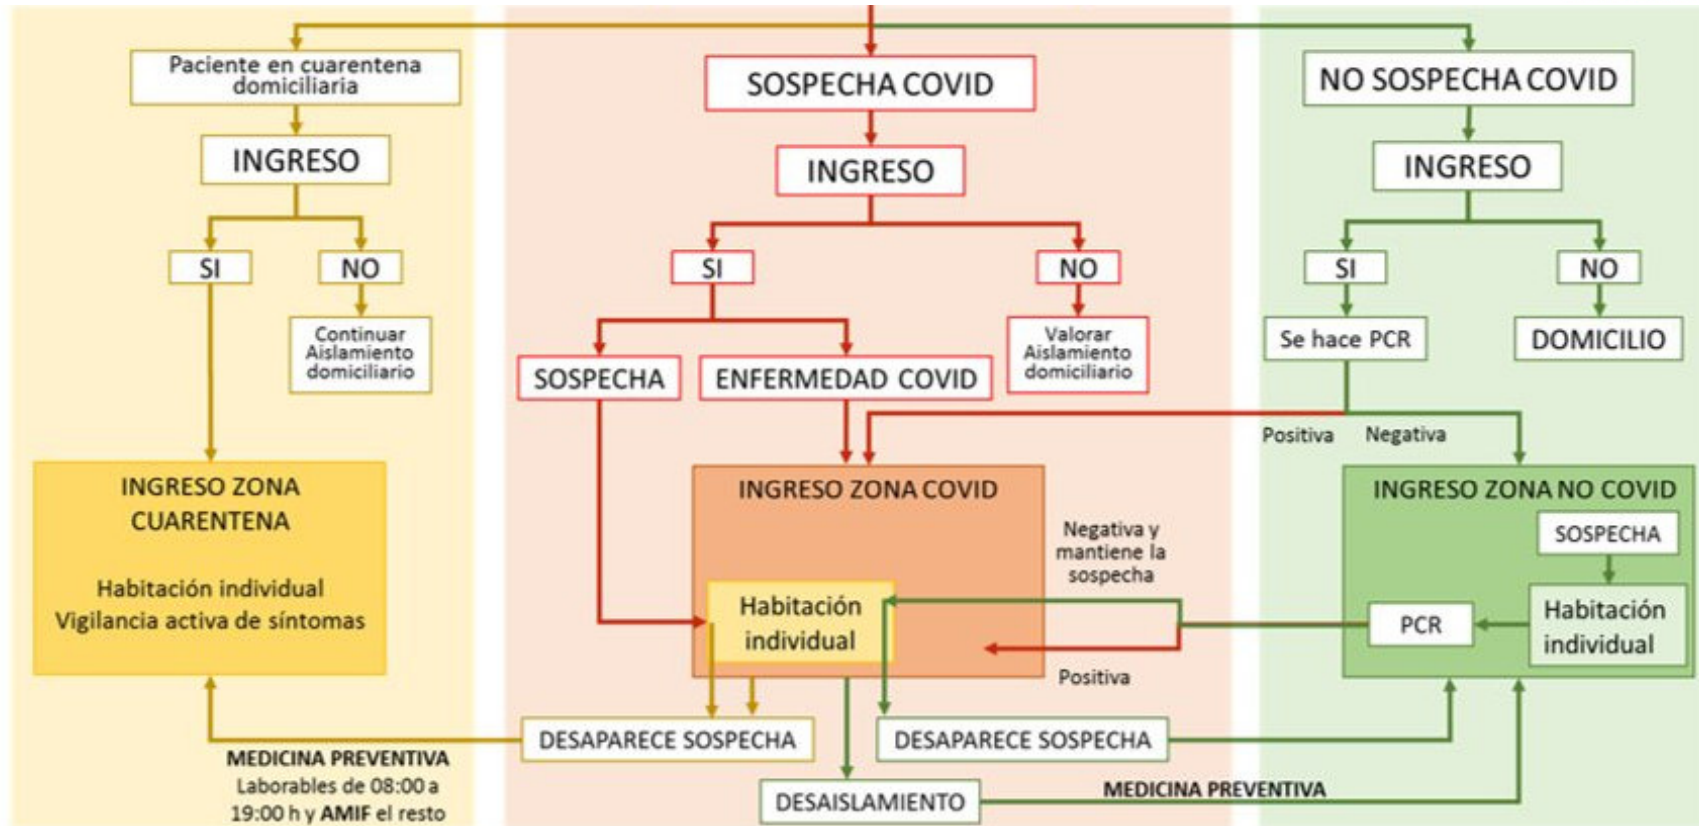 Paciente en cuarentena
domiciliaria
INGRESO
SI
NO
Continuar
Aislamiento
domiciliario
INGRESO ZONA
CUARENTENA
Habitación individual
Vigilancia activa de síntomas
MEDICINA PREVENTIVA
Laborables de 08:00 a
19:00 h y AMIF el resto
SOSPECHA COVID
INGRESO
SI
NO
SOSPECHA
ENFERMEDAD COVID
Valorar
Aislamiento
domiciliario
INGRESO ZONA COVID
Habitación
individual
Negativa y
mantiene la
sospecha
Positiva
DESAPARECE SOSPECHA
DESAPARECE SOSPECHA
DESAISLAMIENTO
MEDICINA PREVENTIVA
NO SOSPECHA COVID
INGRESO
SI
NO
Se hace PCR
DOMICILIO
Positiva
Negativa
INGRESO ZONA NO COVID
SOSPECHA
Habitación
individual
PCR